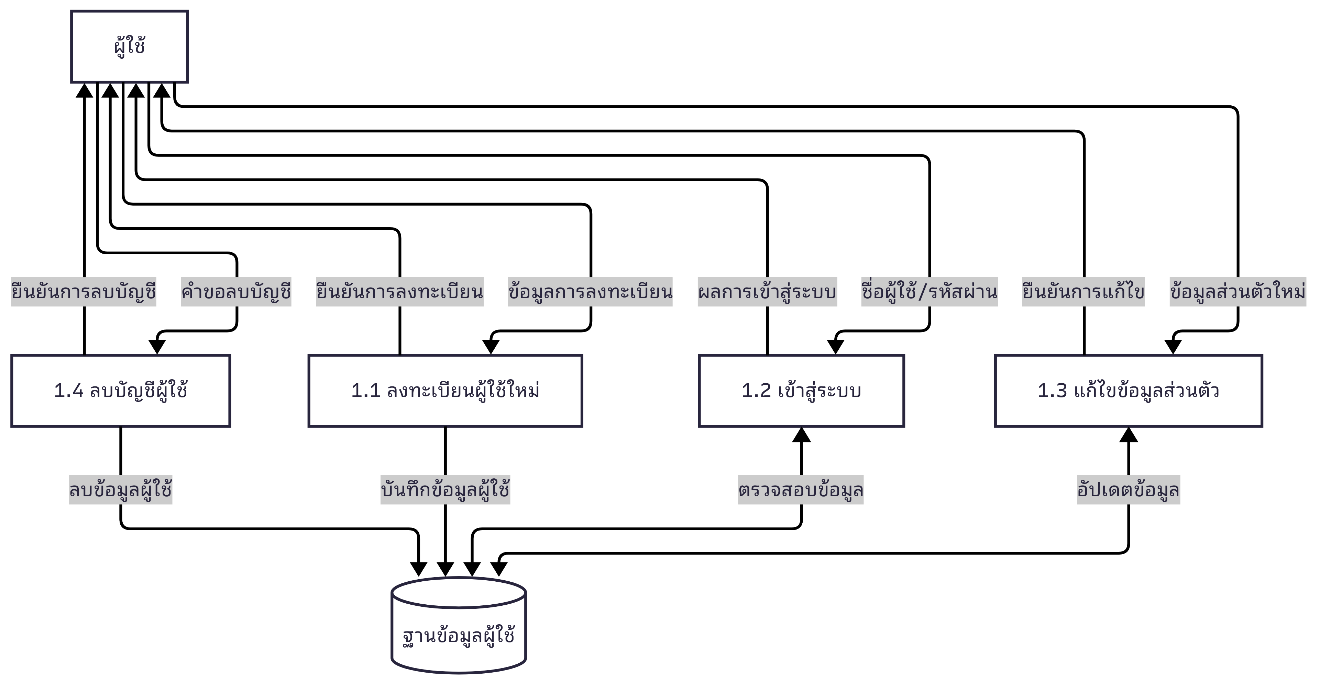 ผู้ใช้
ยืนยันการลบบัญชี
คำขอลบบัญชี
ยืนยันการลงทะเบียน
ข้อมูลการลงทะเบียน
ผลการเข้าสู่ระบบ
ชื่อผู้ใช้/รหัสผ่าน
ยืนยันการแก้ไข
ข้อมูลส่วนตัวใหม่
1.4 ลบบัญชีผู้ใช้
1.1 ลงทะเบียนผู้ใช้ใหม่
1.2 เข้าสู่ระบบ
1.3 แก้ไขข้อมูลส่วนตัว
ลบข้อมูลผู้ใช้
บันทึกข้อมูลผู้ใช้
ตรวจสอบข้อมูล
อัปเดตข้อมูล
ฐานข้อมูลผู้ใช้